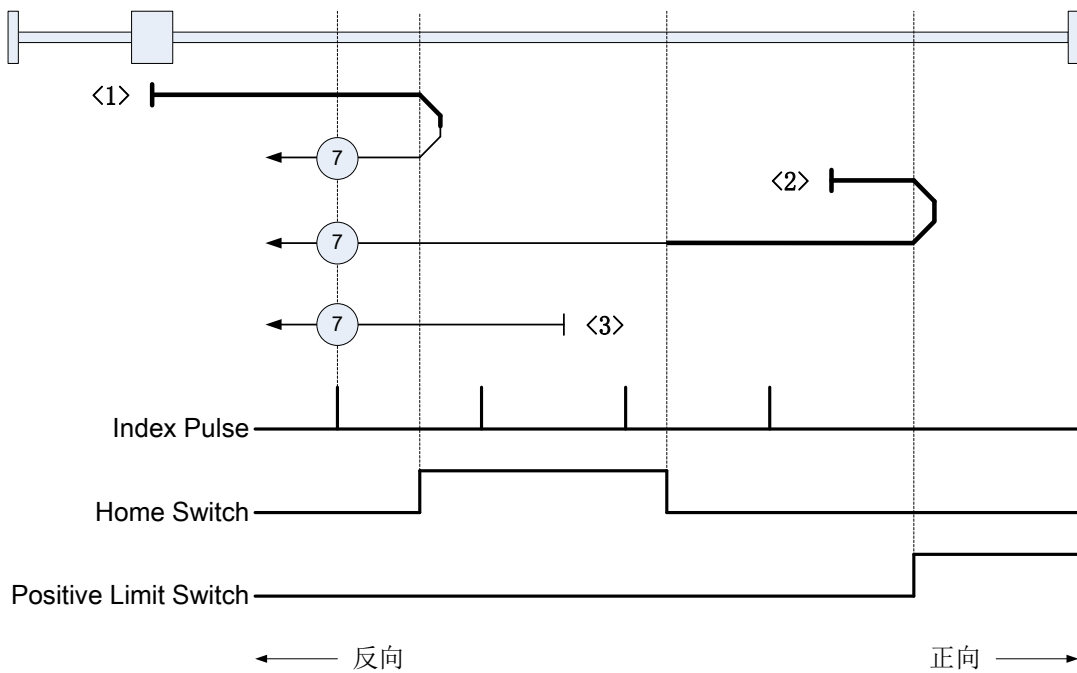 〈1〉
7
〈2〉
7
7
〈3〉
Index Pulse
Home Switch
Positive Limit Switch
反向
正向